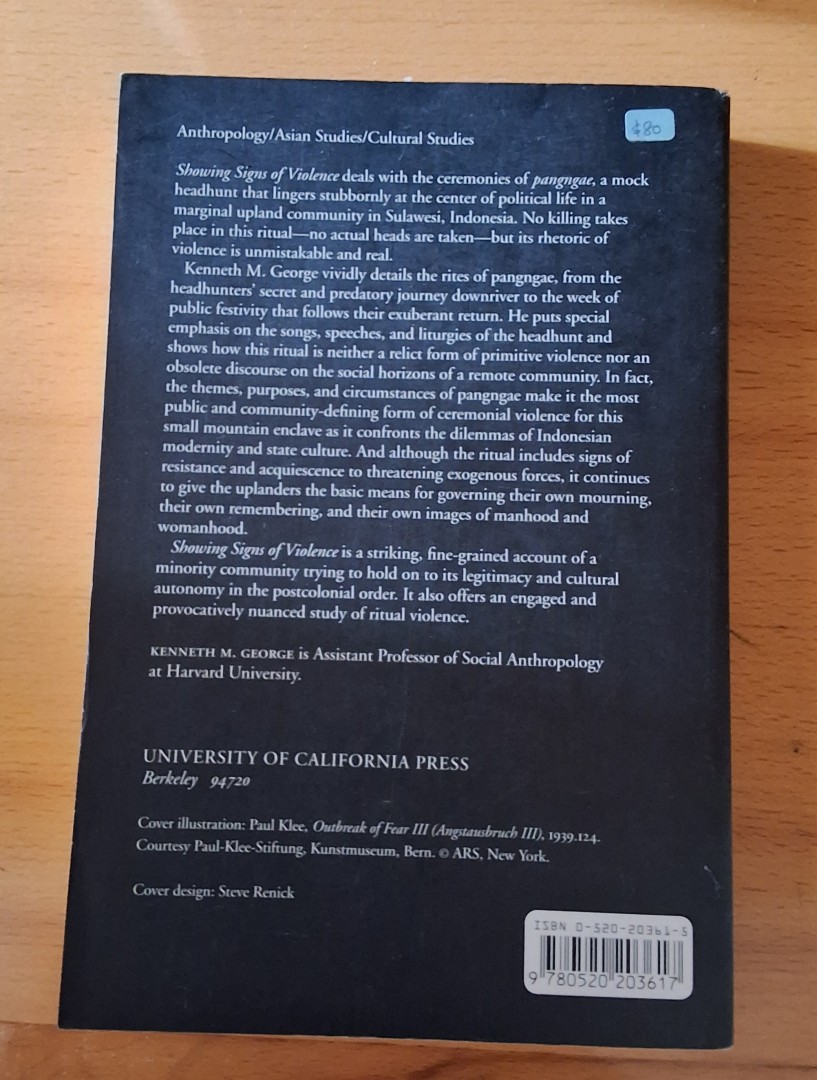 Anthropology/Asian Studies/Cultural Studies
$80
Showing Signs of Violence deals with the ceremonies of pangngae, a mock
headhunt that lingers stubbornly at the center of political life in a
marginal upland community in Sulawesi, Indonesia. No killing takes
place in this ritual—no actual heads are taken—but its rhetoric of
violence is unmistakable and real.
Kenneth M. George vividly details the rites of pangngae, from the
headhunters' secret and predatory journey downriver to the week of
public festivity that follows their exuberant return. He puts special
emphasis on the songs, speeches, and liturgies of the headhunt and
shows how this ritual is neither a relict form of primitive violence nor an
obsolete discourse on the social horizons of a remote community. In fact,
the themes, purposes, and circumstances of pangngae make it the most
public and community-defining form of ceremonial violence for this
small mountain enclave as it confronts the dilemmas of Indonesian
modernity and state culture. And although the ritual includes signs of
resistance and acquiescence to threatening exogenous forces, it continues
to give the uplanders the basic means for governing their own mourning,
their own remembering, and their own images of manhood and
womanhood.
Showing Signs of Violence is a striking, fine-grained account of a
minority community trying to hold on to its legitimacy and cultural
autonomy in the postcolonial order. It also offers an engaged and
provocatively nuanced study of ritual violence.
KENNETH M. GEORGE is Assistant Professor of Social Anthropology
at Harvard University.
UNIVERSITY OF CALIFORNIA PRESS
Berkeley 94720
Cover illustration: Paul Klee, Outbreak of Fear III (Angstausbruch III), 1939.124.
Courtesy Paul-Klee-Stiftung, Kunstmuseum, Bern. © ARS, New York.
Cover design: Steve Renick
ISBN 0-520-20361-5
9 780520 203617